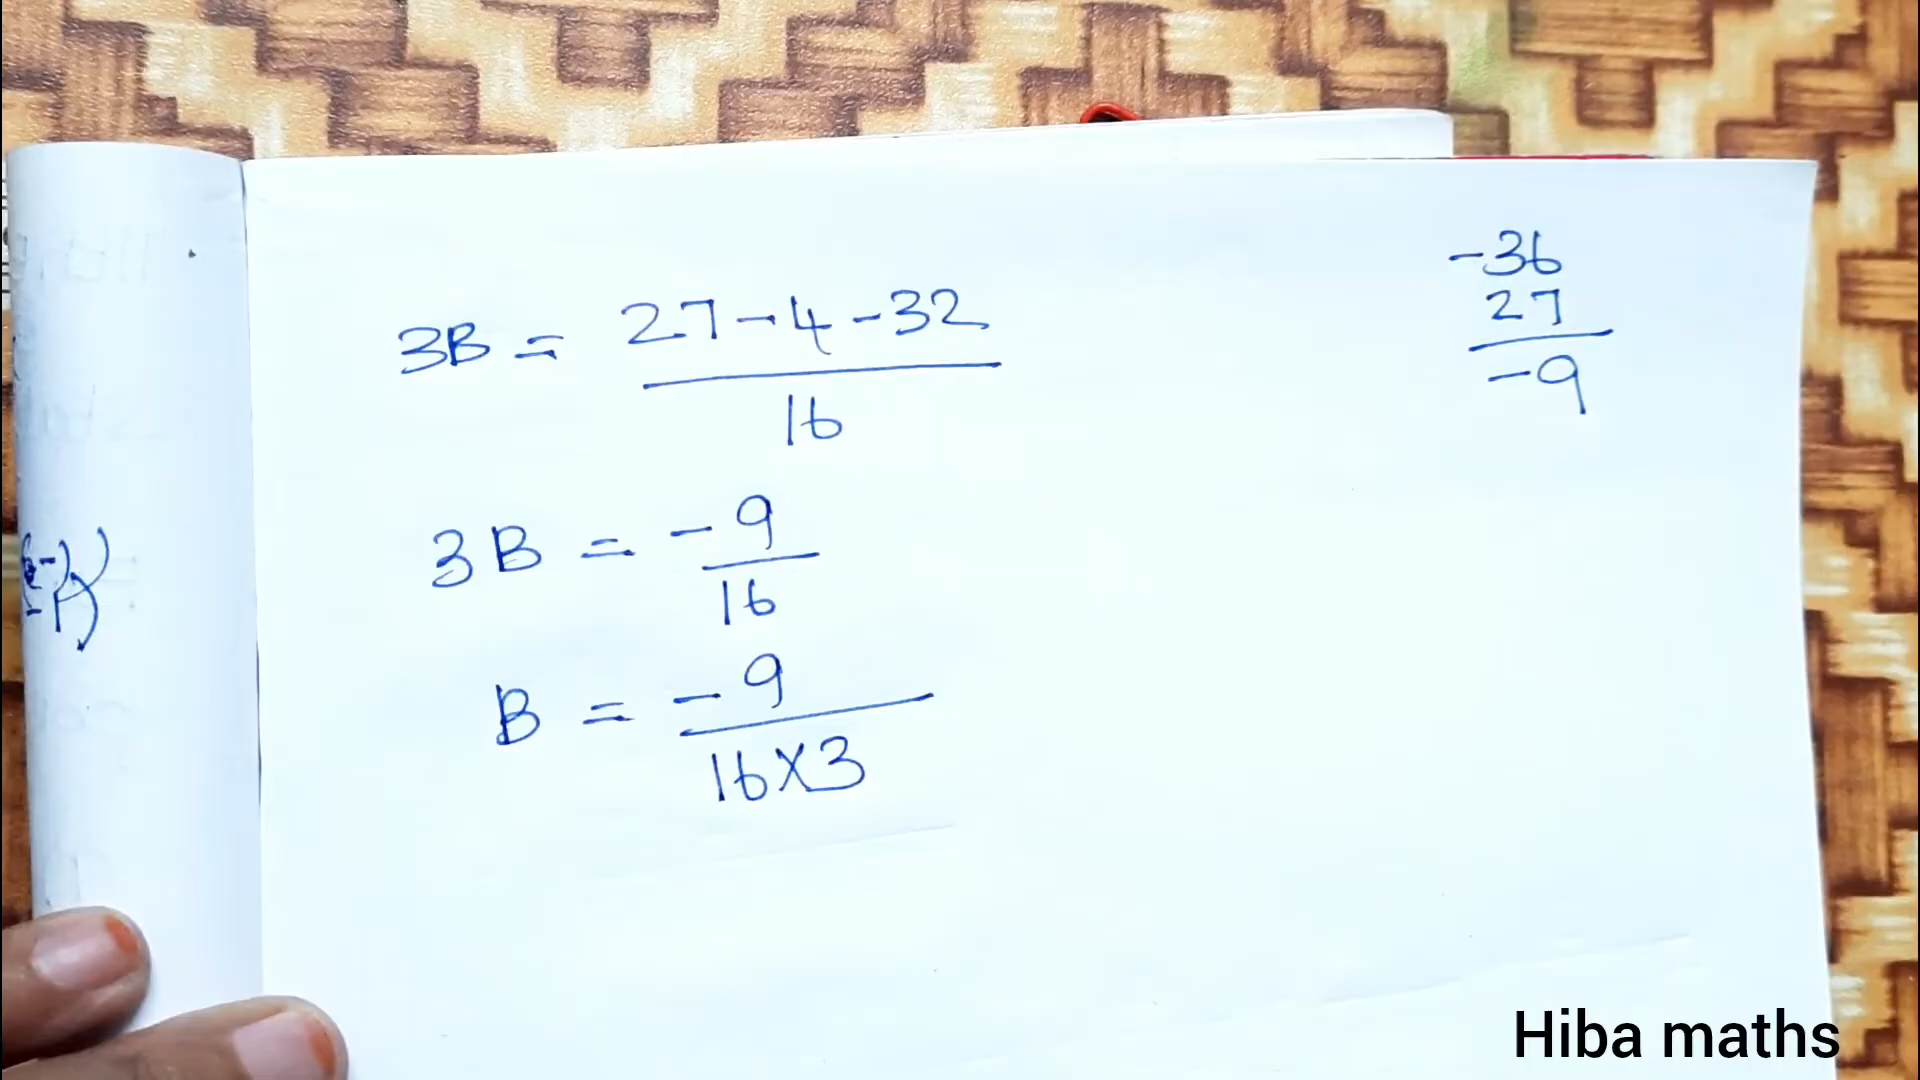 3B = 27-4-32
16
3B = -9
16
B = -9
16×3
-36
27
-9
Hiba maths